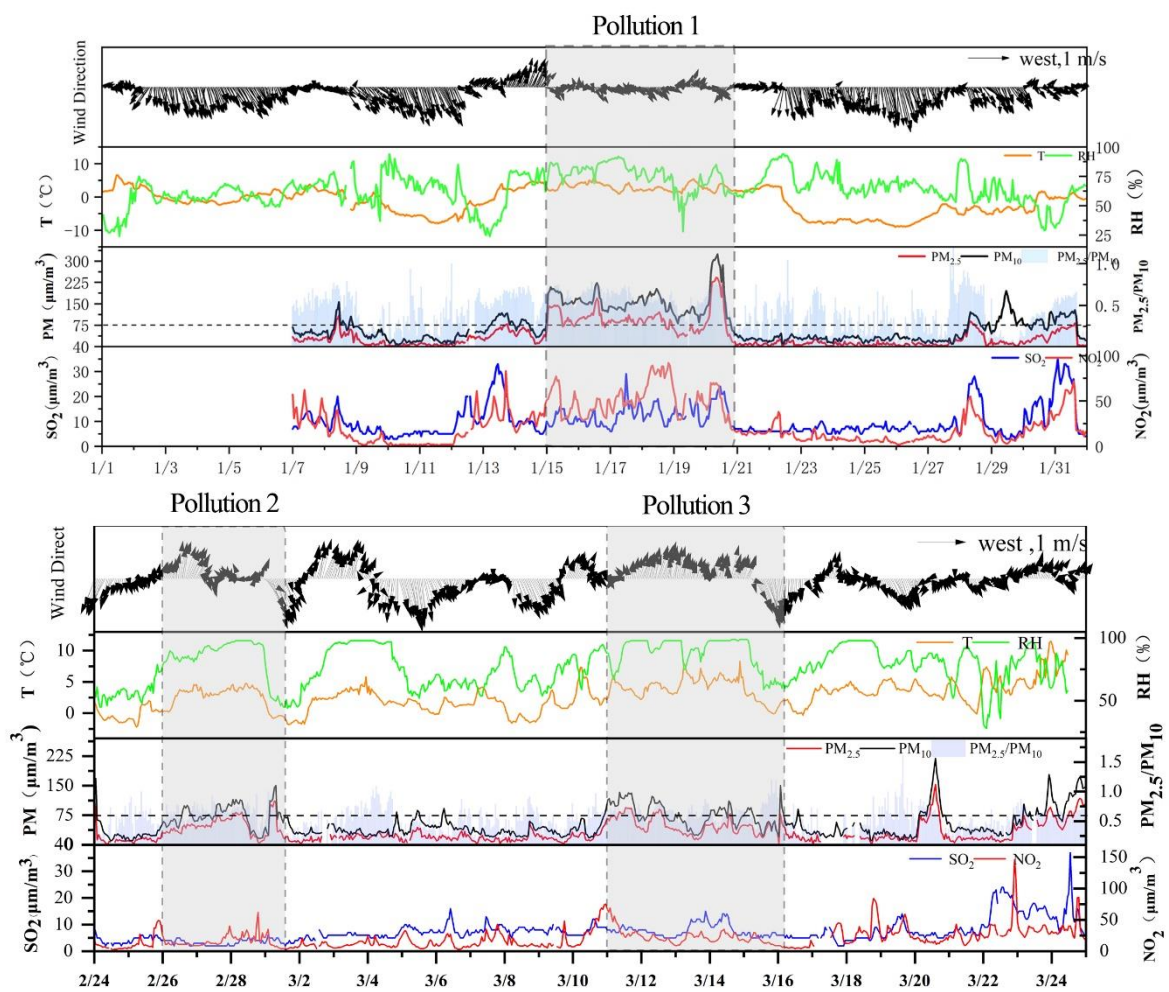 Pollution 1
Wind Direction
west,1 m/s
T (℃)
10
0
-10
T
RH
100
75
50
25
RH (%)
PM (μm/m³)
300
225
150
75
PM₂.₅
PM₁₀
PM₂.₅/PM₁₀
1.0
0.5
PM₂.₅/PM₁₀
SO₂ (μm/m³)
40
30
20
10
0
SO₂
100
50
0
NO₂(μm/m³)
1/1 1/3 1/5 1/7 1/9 1/11 1/13 1/15 1/17 1/19 1/21 1/23 1/25 1/27 1/29 1/31
Pollution 2
Pollution 3
Wind Direct
west ,1 m/s
T (℃)
10
5
0
T
RH
100
50
RH (%)
PM (μm/m³)
225
150
75
PM₂.₅
PM₁₀
PM₂.₅/PM₁₀
1.5
1.0
0.5
PM₂.₅/PM₁₀
SO₂(μm/m³)
40
30
20
10
0
SO₂
NO₂
150
100
50
0
NO₂ (μm/m³)
2/24 2/26 2/28 3/2 3/4 3/6 3/8 3/10 3/12 3/14 3/16 3/18 3/20 3/22 3/24